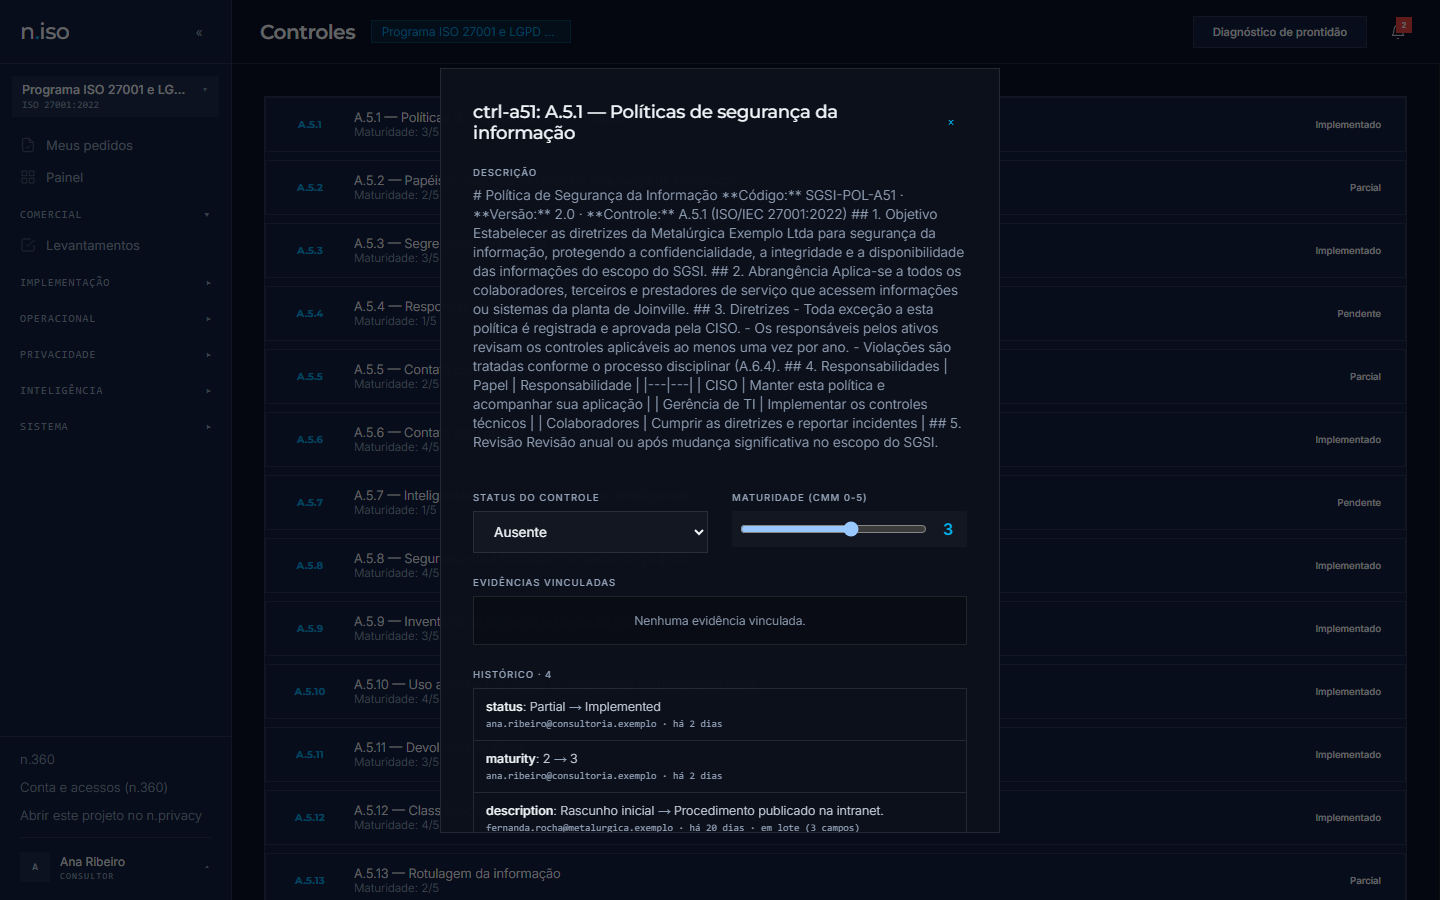 n.iso
«
Controles
Programa ISO 27001 e LGPD ...
Diagnóstico de prontidão
2
Programa ISO 27001 e LG...
ISO 27001:2022
Meus pedidos
Painel
COMERCIAL
Levantamentos
IMPLEMENTAÇÃO
OPERACIONAL
PRIVACIDADE
INTELIGÊNCIA
SISTEMA
n.360
Conta e acessos (n.360)
Abrir este projeto no n.privacy
A
Ana Ribeiro
CONSULTOR
A.5.1
A.5.1 — Política
Maturidade: 3/5
Implementado
A.5.2
A.5.2 — Papéis
Maturidade: 2/5
Parcial
A.5.3
A.5.3 — Segre
Maturidade: 3/5
Implementado
A.5.4
A.5.4 — Respo
Maturidade: 1/5
Pendente
A.5.5
A.5.5 — Conta
Maturidade: 2/5
Parcial
A.5.6
A.5.6 — Conta
Maturidade: 4/5
Implementado
A.5.7
A.5.7 — Intelig
Maturidade: 1/5
Pendente
A.5.8
A.5.8 — Segur
Maturidade: 4/5
Implementado
A.5.9
A.5.9 — Invent
Maturidade: 3/5
Implementado
A.5.10
A.5.10 — Uso a
Maturidade: 4/5
Implementado
A.5.11
A.5.11 — Devol
Maturidade: 3/5
Implementado
A.5.12
A.5.12 — Class
Maturidade: 4/5
Implementado
A.5.13
A.5.13 — Rotulagem da informação
Maturidade: 2/5
Parcial
ctrl-a51: A.5.1 — Políticas de segurança da
informação
×
DESCRIÇÃO
# Política de Segurança da Informação **Código:** SGSI-POL-A51 ·
**Versão:** 2.0 · **Controle:** A.5.1 (ISO/IEC 27001:2022) ## 1. Objetivo
Estabelecer as diretrizes da Metalúrgica Exemplo Ltda para segurança da
informação, protegendo a confidencialidade, a integridade e a disponibilidade
das informações do escopo do SGSI. ## 2. Abrangência Aplica-se a todos os
colaboradores, terceiros e prestadores de serviço que acessem informações
ou sistemas da planta de Joinville. ## 3. Diretrizes - Toda exceção a esta
política é registrada e aprovada pela CISO. - Os responsáveis pelos ativos
revisam os controles aplicáveis ao menos uma vez por ano. - Violações são
tratadas conforme o processo disciplinar (A.6.4). ## 4. Responsabilidades |
Papel | Responsabilidade | |---|---| | CISO | Manter esta política e
acompanhar sua aplicação | | Gerência de TI | Implementar os controles
técnicos | | Colaboradores | Cumprir as diretrizes e reportar incidentes | ## 5.
Revisão Revisão anual ou após mudança significativa no escopo do SGSI.
STATUS DO CONTROLE
Ausente
MATURIDADE (CMM 0-5)
3
EVIDÊNCIAS VINCULADAS
Nenhuma evidência vinculada.
HISTÓRICO · 4
status: Partial → Implemented
ana.ribeiro@consultoria.exemplo · há 2 dias
maturity: 2 → 3
ana.ribeiro@consultoria.exemplo · há 2 dias
description: Rascunho inicial → Procedimento publicado na intranet.
fernanda.rocha@metalurgica.exemplo · há 20 dias · em lote (3 campos)